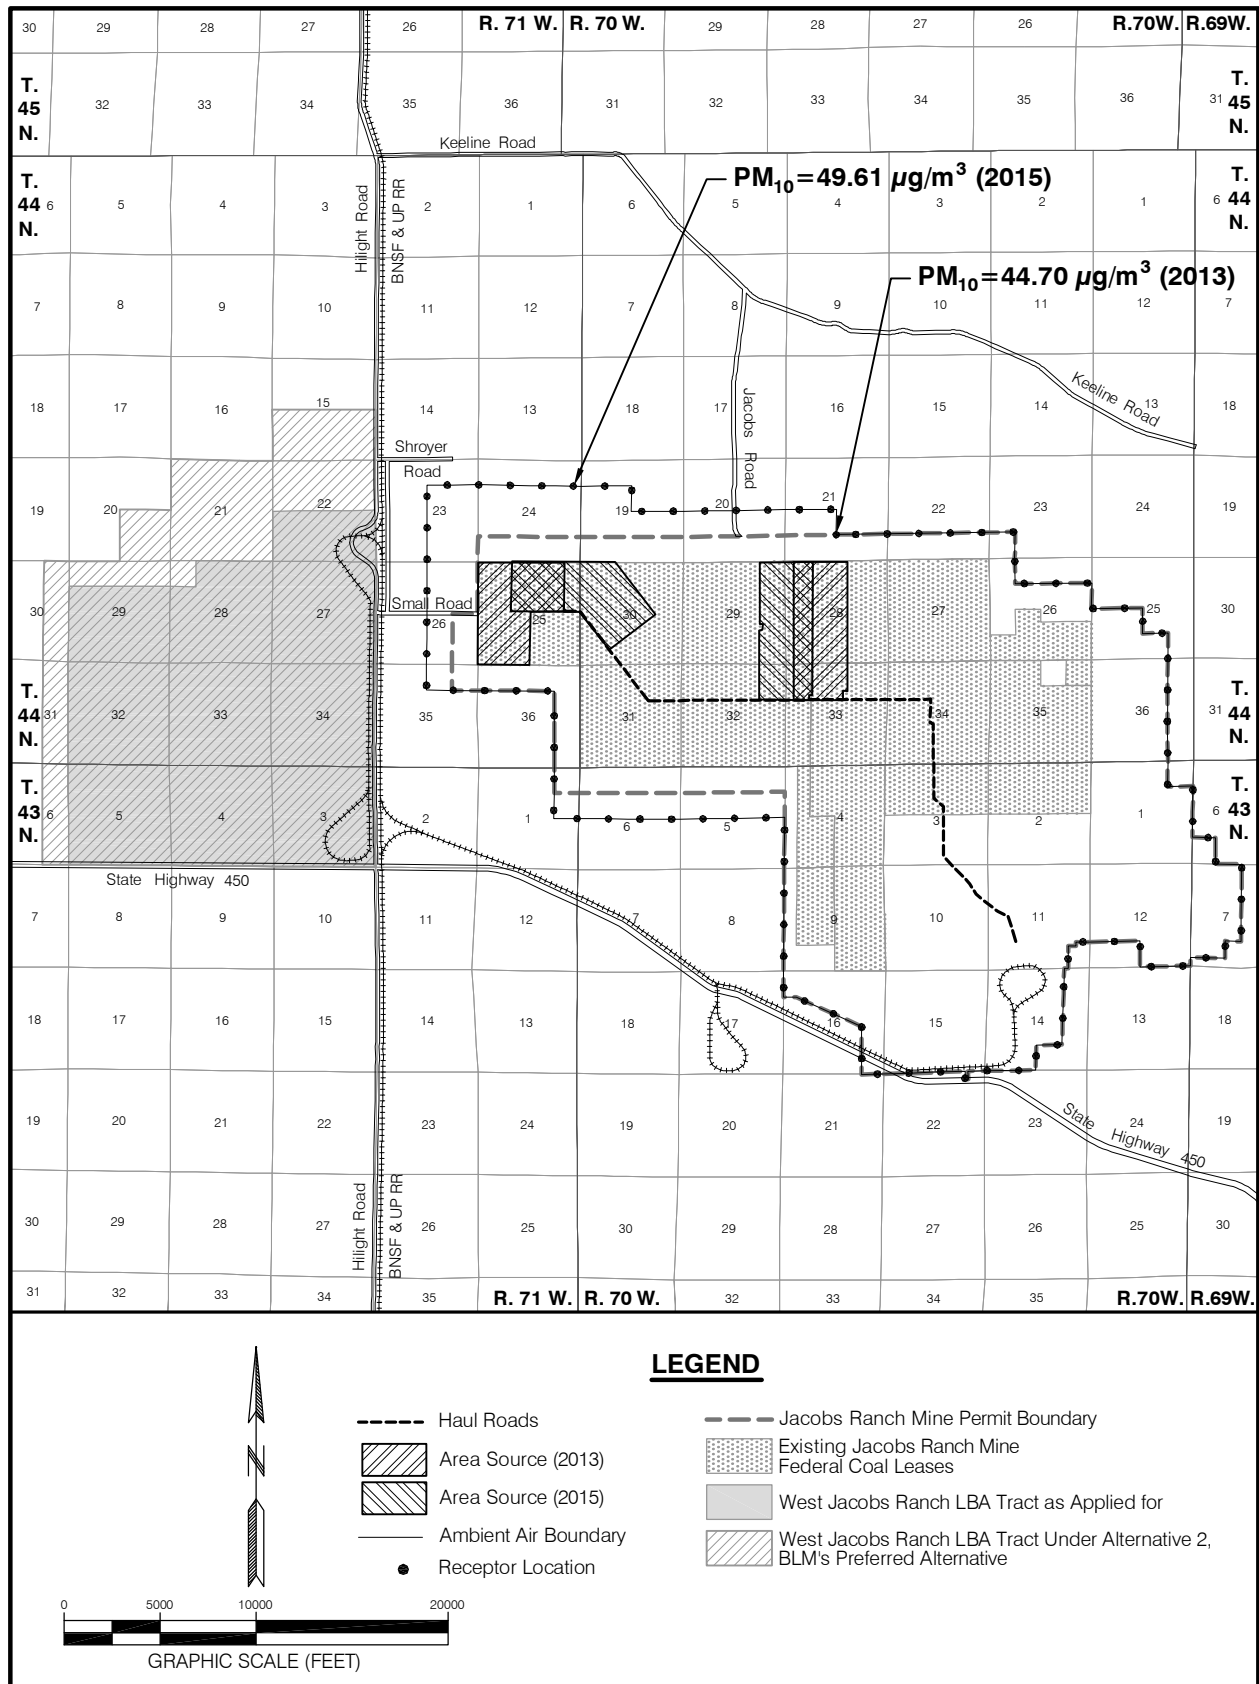 30 29 28 27 26 R. 71 W. R. 70 W. 29 28 27 26 R.70W. R.69W.
T. 45 N. 32 33 34 35 36 31 32 33 34 35 36 31 T. 45 N.
Keeline Road
PM10=49.61 µg/m³ (2015)
T. 44 N. 6 5 4 3 2 1 6 5 4 3 2 1 6 T. 44 N.
Hilight Road
BNSF & UP RR
PM10=44.70 µg/m³ (2013)
7 8 9 10 11 12 7 8 9 10 11 12 7
Keeline Road
Jacobs Road
18 17 16 15 14 13 18 17 16 15 14 13 18
Shroyer
Road
19 20 21 22 23 24 19 20 21 22 23 24 19
Small Road
30 29 28 27 26 25 30 29 28 27 26 25 30
T. 44 N. 31 32 33 34 35 36 31 32 33 34 35 36 31 T. 44 N.
T. 43 N. 6 5 4 3 2 1 6 5 4 3 2 1 6 T. 43 N.
State Highway 450
7 8 9 10 11 12 7 8 9 10 11 12 7
18 17 16 15 14 13 18 17 16 15 14 13 18
19 20 21 22 23 24 19 20 21 22 23 24 19
State Highway 450
Hilight Road
BNSF & UP RR
30 29 28 27 26 25 30 29 28 27 26 25 30
31 32 33 34 35 R. 71 W. R. 70 W. 32 33 34 35 R.70W. R.69W.
LEGEND
Haul Roads
Area Source (2013)
Area Source (2015)
Ambient Air Boundary
Receptor Location
Jacobs Ranch Mine Permit Boundary
Existing Jacobs Ranch Mine
Federal Coal Leases
West Jacobs Ranch LBA Tract as Applied for
West Jacobs Ranch LBA Tract Under Alternative 2,
BLM's Preferred Alternative
N
0 5000 10000 20000
GRAPHIC SCALE (FEET)